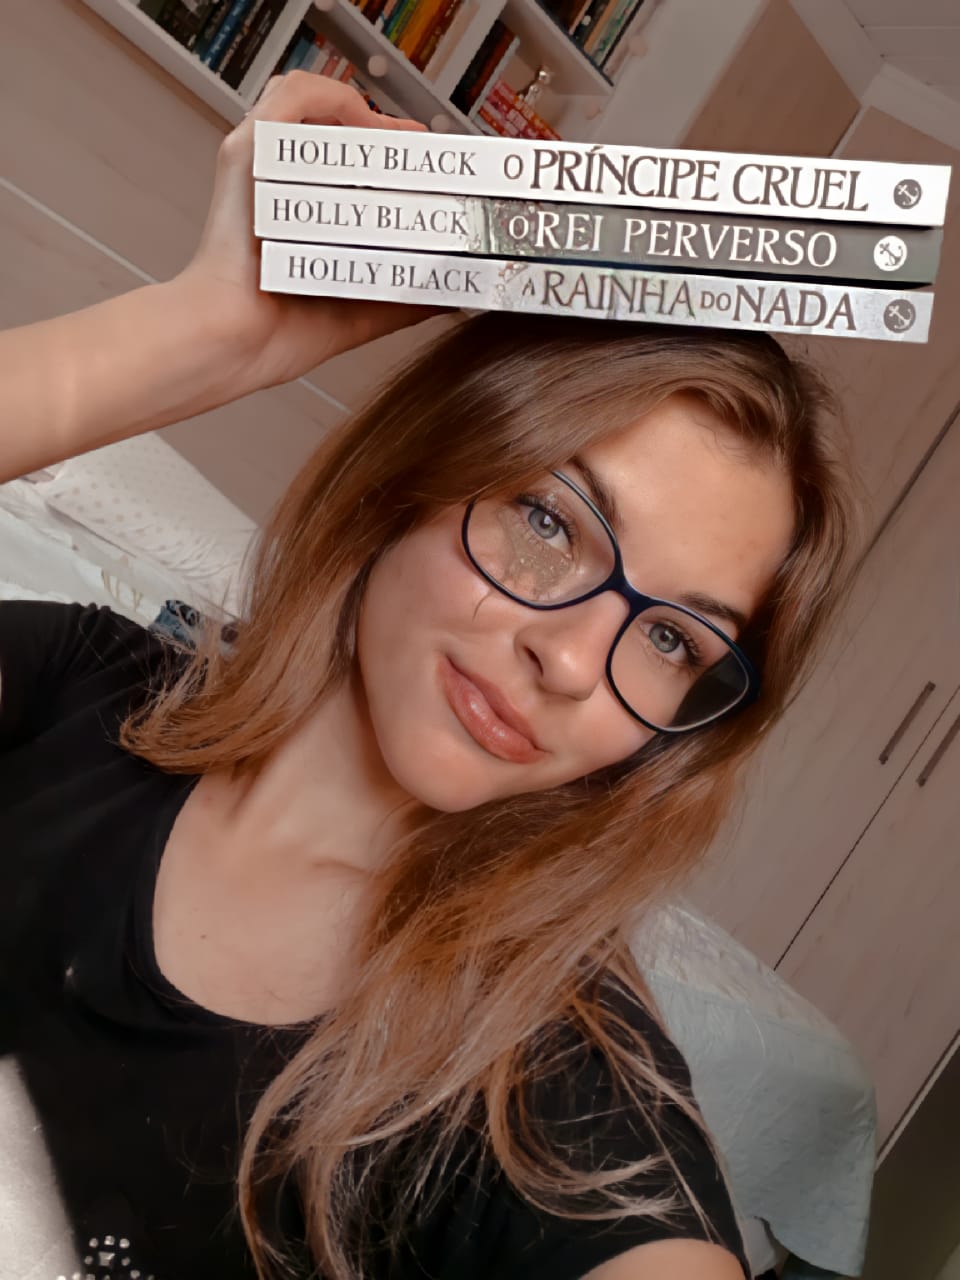 HOLLY BLACK O PRÍNCIPE CRUEL
HOLLY BLACK O REI PERVERSO
HOLLY BLACK A RAINHA DO NADA